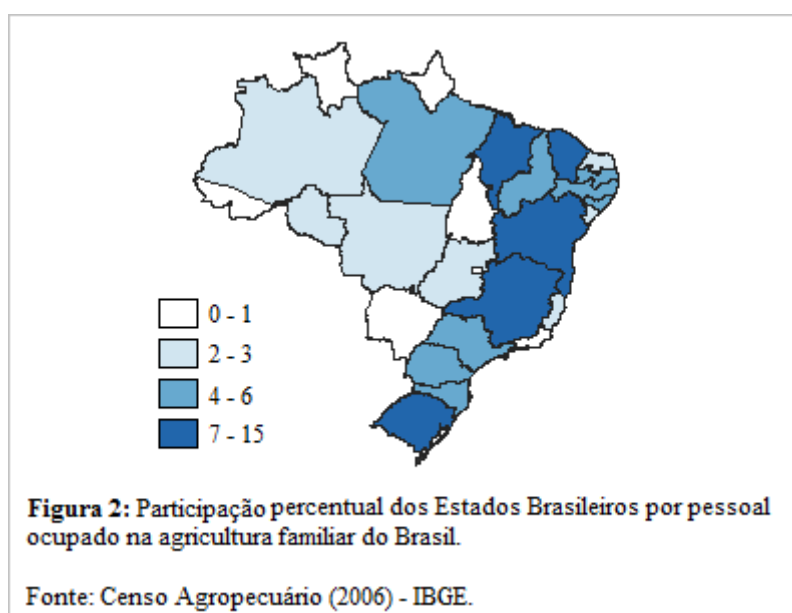 0 - 1
2 - 3
4 - 6
7 - 15
Figura 2: Participação percentual dos Estados Brasileiros por pessoal
ocupado na agricultura familiar do Brasil.
Fonte: Censo Agropecuário (2006) - IBGE.